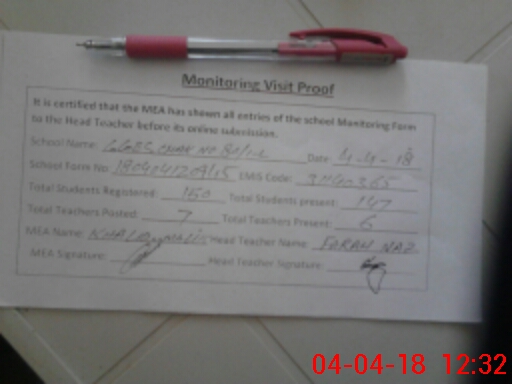 Monitoring Visit Proof
It is certified that the MEA has shown all entries of the school Monitoring Form
to the Head Teacher before its online submission.
School Name: Date: 4-4-18
School Form No: EMIS Code:
Total Students Registered: 150 Total Students present: 147
Total Teachers Posted: 7 Total Teachers Present: 6
MEA Name: Head Teacher Name: FARAH NAZ
MEA Signature: Head Teacher Signature:
04-04-18 12:32